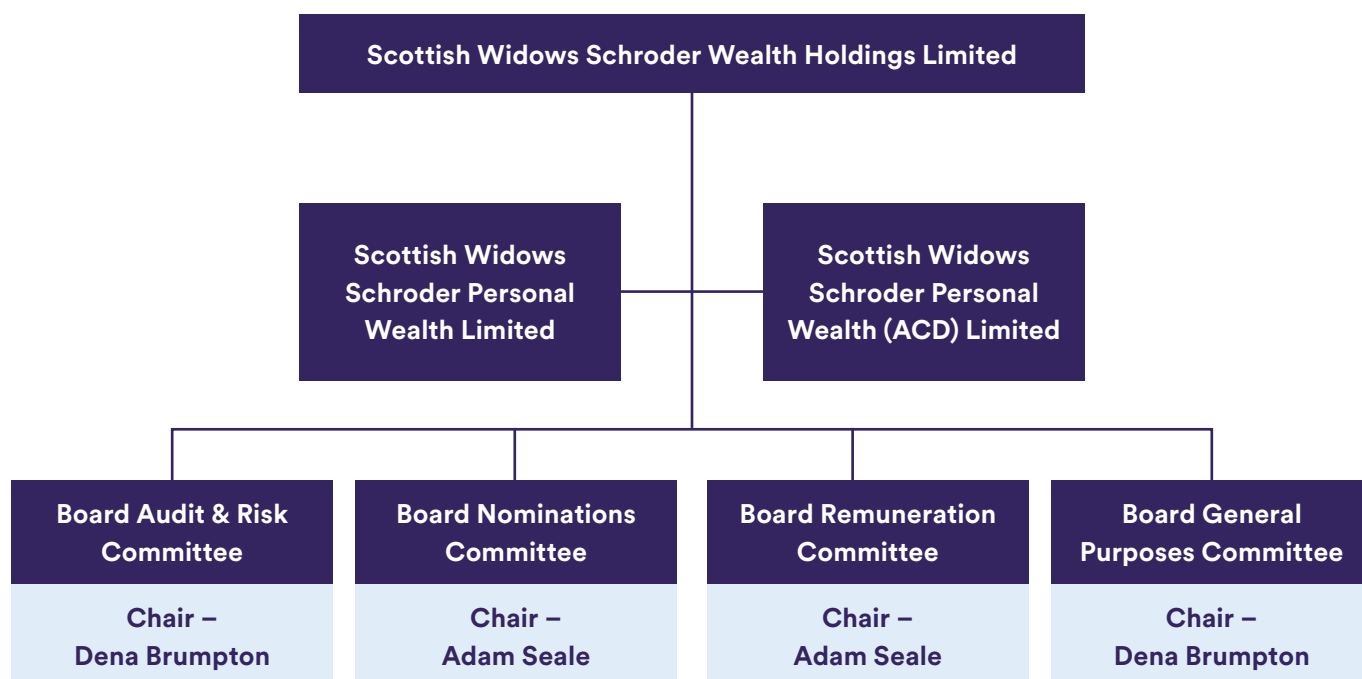 Scottish Widows Schroder Wealth Holdings Limited
Scottish Widows
Schroder Personal
Wealth Limited
Scottish Widows
Schroder Personal
Wealth (ACD) Limited
Board Audit & Risk
Committee
Chair –
Dena Brumpton
Board Nominations
Committee
Chair –
Adam Seale
Board Remuneration
Committee
Chair –
Adam Seale
Board General
Purposes Committee
Chair –
Dena Brumpton